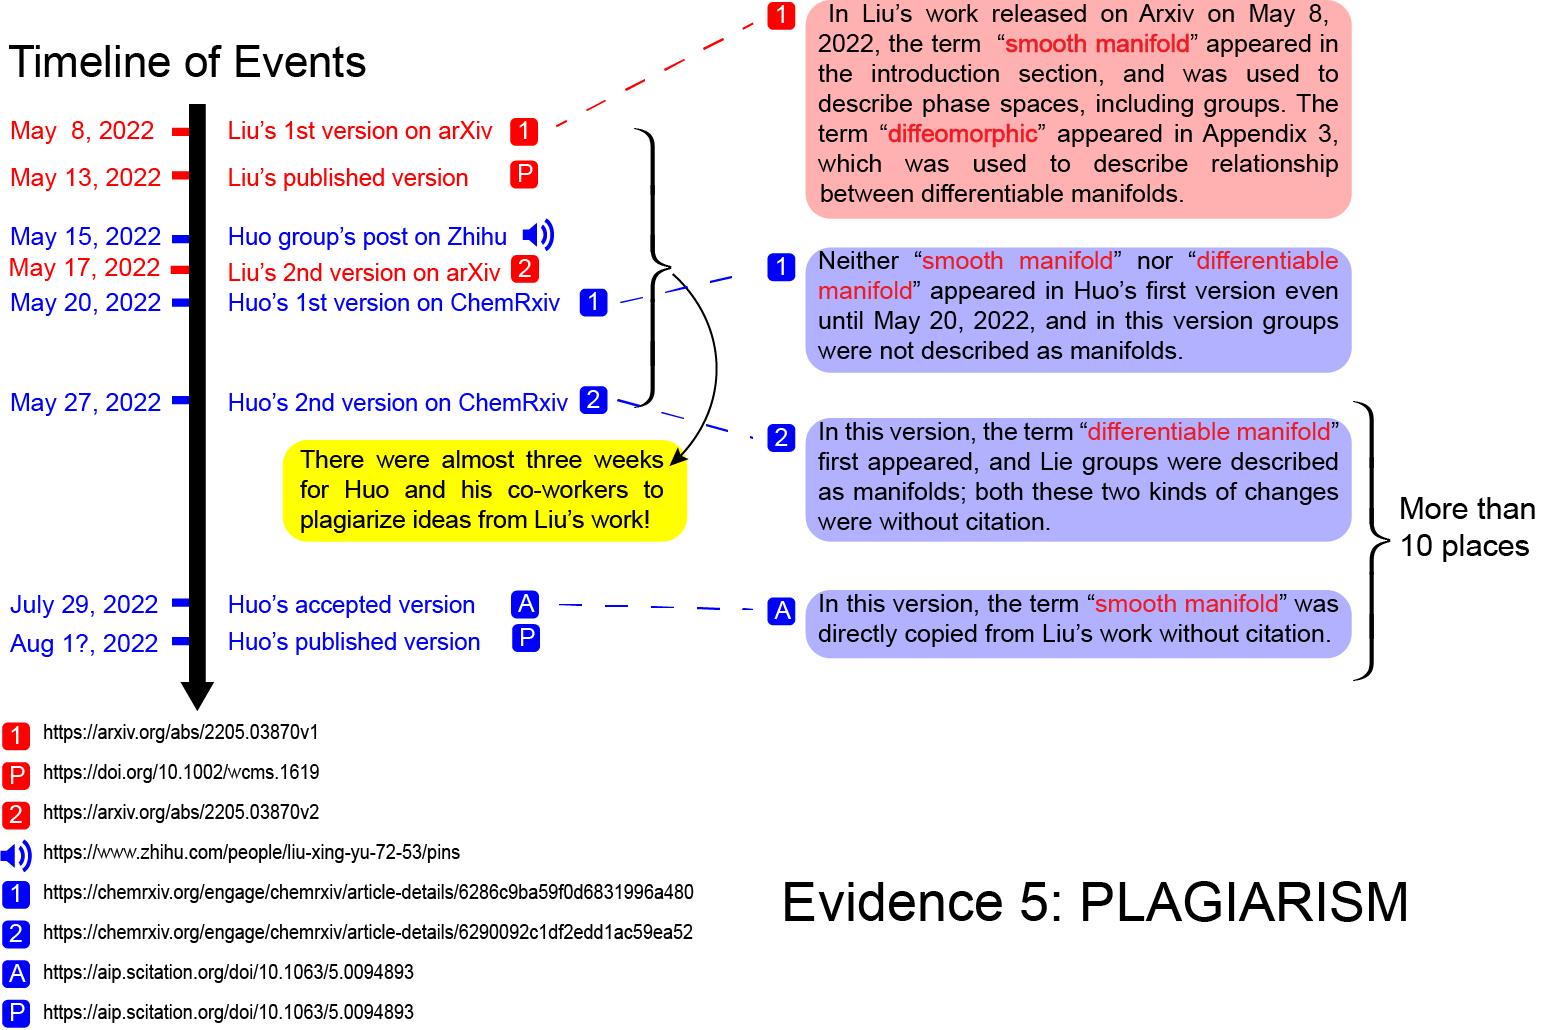 Timeline of Events
May 8, 2022 Liu's 1st version on arXiv 1
May 13, 2022 Liu's published version P
May 15, 2022 Huo group's post on Zhihu
May 17, 2022 Liu's 2nd version on arXiv 2
May 20, 2022 Huo's 1st version on ChemRxiv 1
May 27, 2022 Huo's 2nd version on ChemRxiv 2
There were almost three weeks
for Huo and his co-workers to
plagiarize ideas from Liu's work!
July 29, 2022 Huo's accepted version A
Aug 1?, 2022 Huo's published version P
1
In Liu's work released on Arxiv on May 8,
2022, the term “smooth manifold” appeared in
the introduction section, and was used to
describe phase spaces, including groups. The
term “diffeomorphic” appeared in Appendix 3,
which was used to describe relationship
between differentiable manifolds.
1
Neither “smooth manifold” nor “differentiable
manifold” appeared in Huo's first version even
until May 20, 2022, and in this version groups
were not described as manifolds.
2
In this version, the term “differentiable manifold”
first appeared, and Lie groups were described
as manifolds; both these two kinds of changes
were without citation.
A
In this version, the term “smooth manifold” was
directly copied from Liu's work without citation.
More than
10 places
1 https://arxiv.org/abs/2205.03870v1
P https://doi.org/10.1002/wcms.1619
2 https://arxiv.org/abs/2205.03870v2
https://www.zhihu.com/people/liu-xing-yu-72-53/pins
1 https://chemrxiv.org/engage/chemrxiv/article-details/6286c9ba59f0d6831996a480
2 https://chemrxiv.org/engage/chemrxiv/article-details/6290092c1df2edd1ac59ea52
A https://aip.scitation.org/doi/10.1063/5.0094893
P https://aip.scitation.org/doi/10.1063/5.0094893
Evidence 5: PLAGIARISM